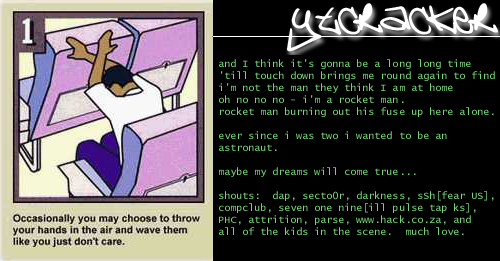 1
Occasionally you may choose to throw
your hands in the air and wave them
like you just don't care.
ytcracker
and I think it's gonna be a long long time
'till touch down brings me round again to find
i'm not the man they think I am at home
oh no no no - i'm a rocket man.
rocket man burning out his fuse up here alone.
ever since i was two i wanted to be an
astronaut.
maybe my dreams will come true...
shouts:  dap, sect0r, darkness, sSh[fear US],
compclub, seven one nine[ill pulse tap ks],
PHC, attrition, parse, www.hack.co.za, and
all of the kids in the scene.  much love.